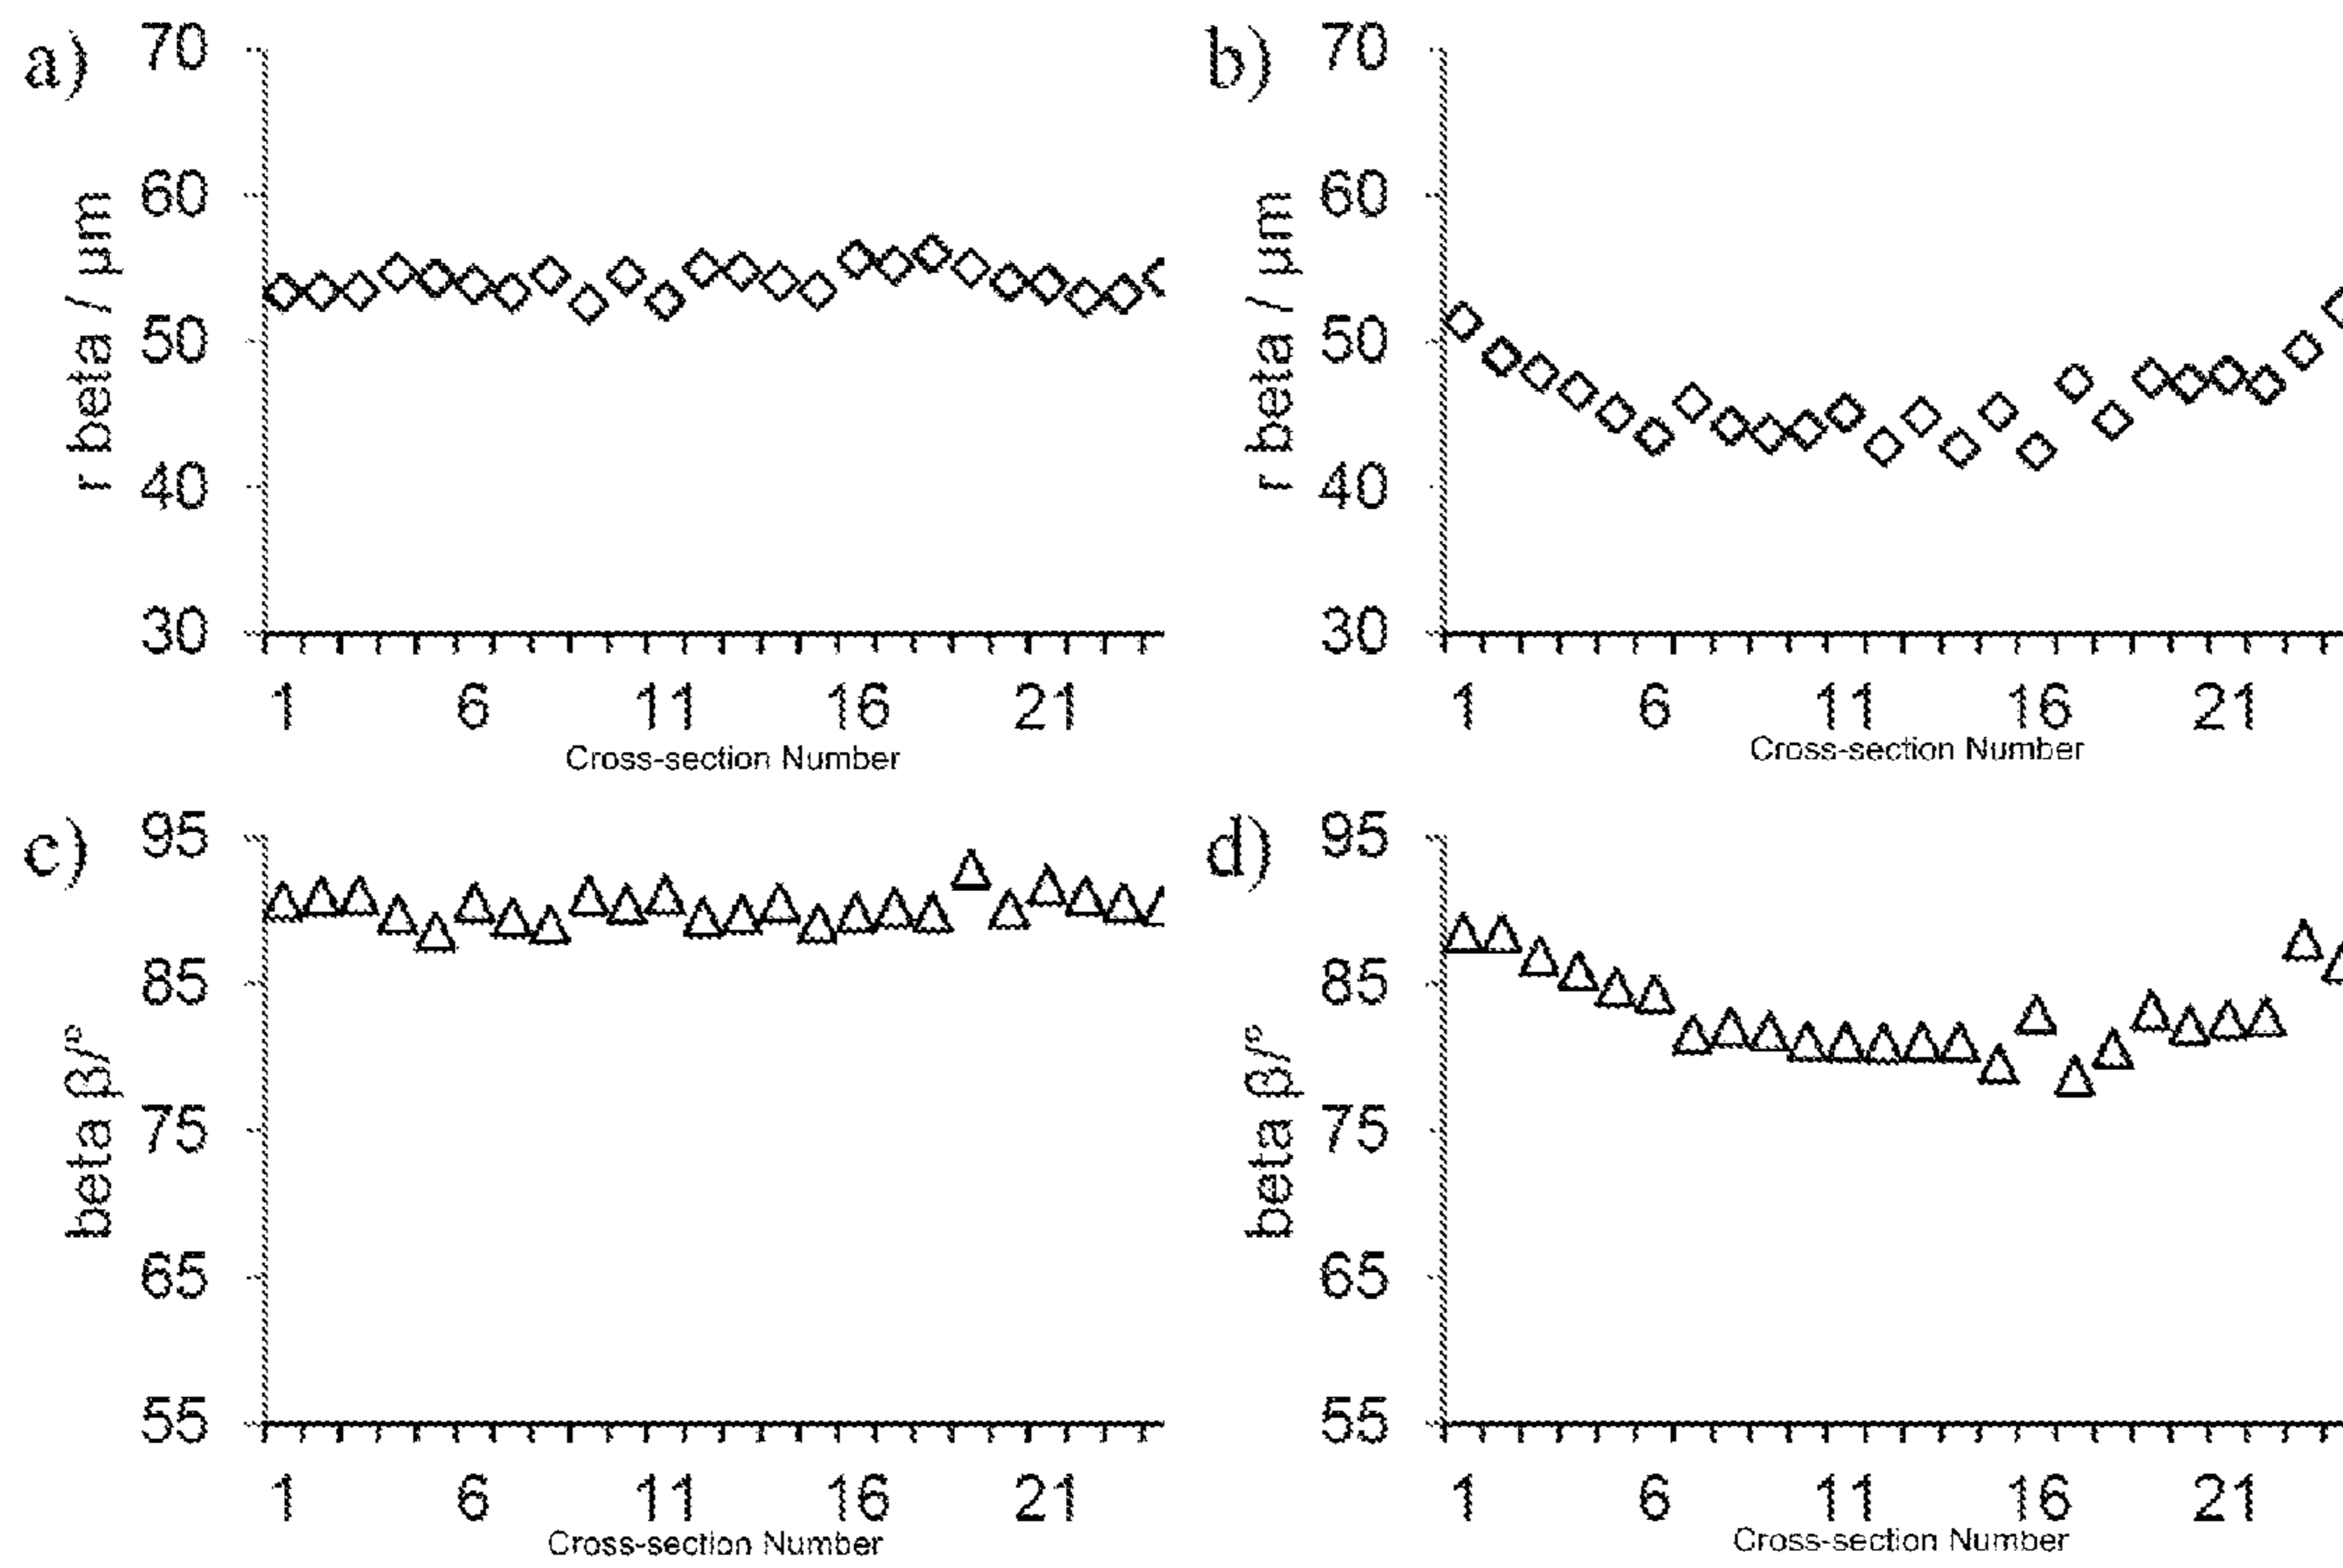 a)
70
60
50
40
30
r beta / µm
1 6 11 16 21
Cross-section Number
b)
70
60
50
40
30
r beta / µm
1 6 11 16 21
Cross-section Number
c)
95
85
75
65
55
beta β/°
1 6 11 16 21
Cross-section Number
d)
95
85
75
65
55
beta β/°
1 6 11 16 21
Cross-section Number